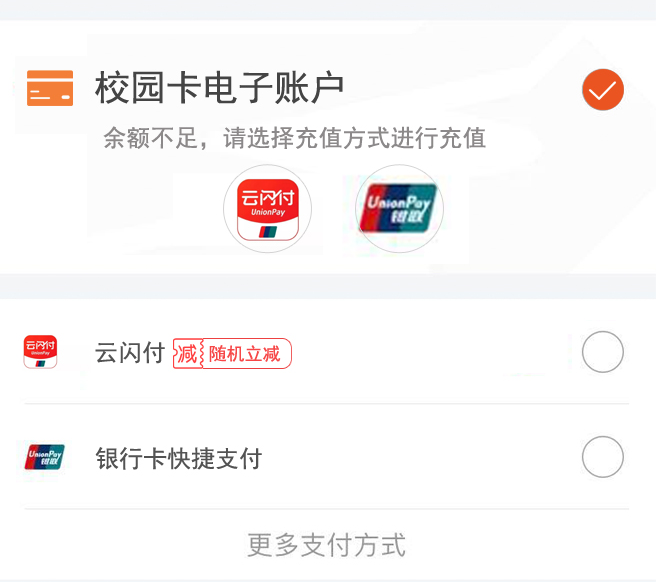 校园卡电子账户
余额不足，请选择充值方式进行充值
云闪付
UnionPay
UnionPay
银联
云闪付
UnionPay
云闪付 减 随机立减
UnionPay
银联
银行卡快捷支付
更多支付方式